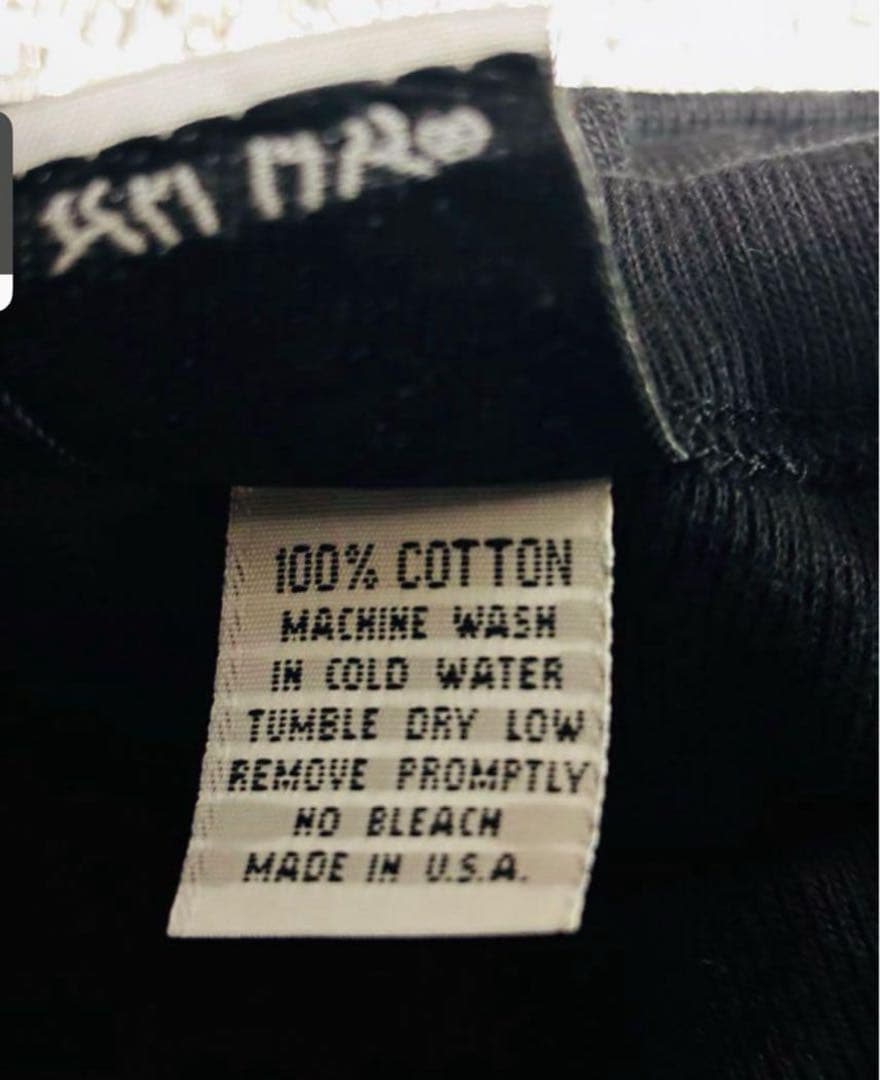 100% COTTON
MACHINE WASH
IN COLD WATER
TUMBLE DRY LOW
REMOVE PROMPTLY
NO BLEACH
MADE IN U.S.A.